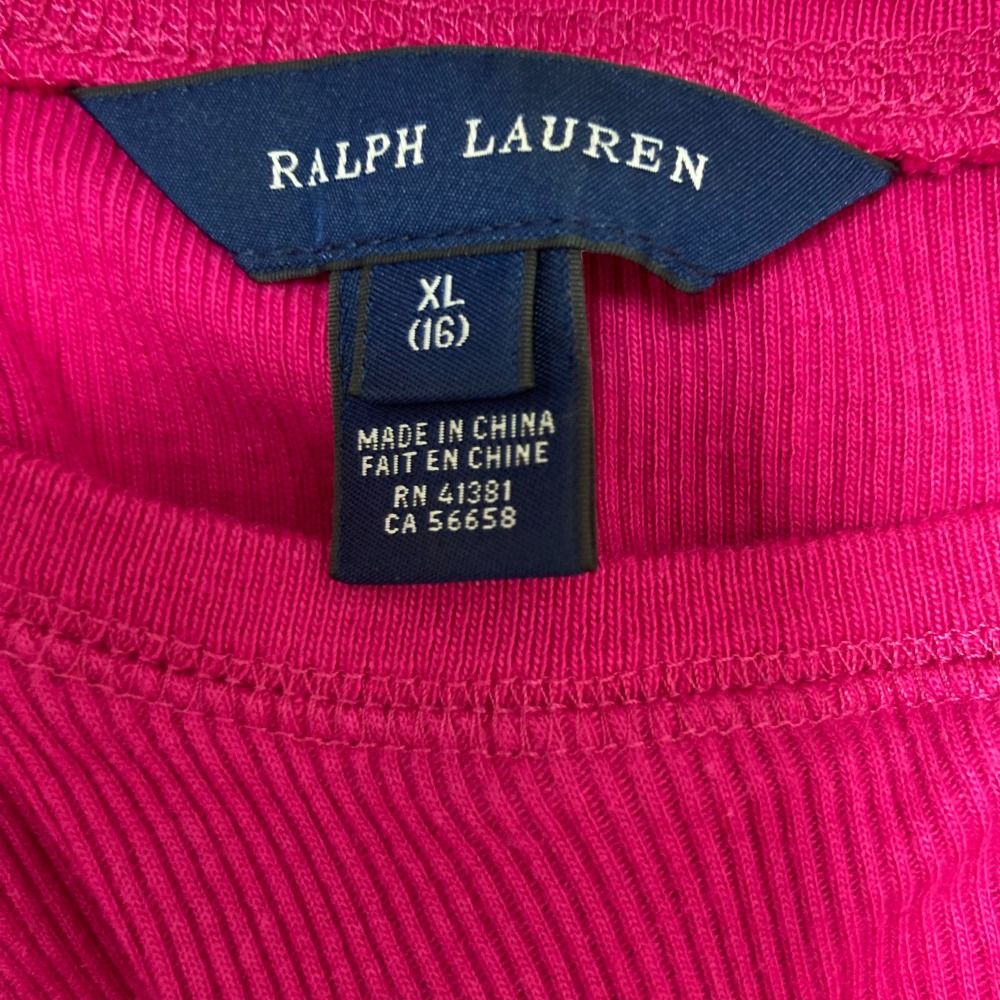 RALPH LAUREN
XL
(16)
MADE IN CHINA
FAIT EN CHINE
RN 41381
CA 56658